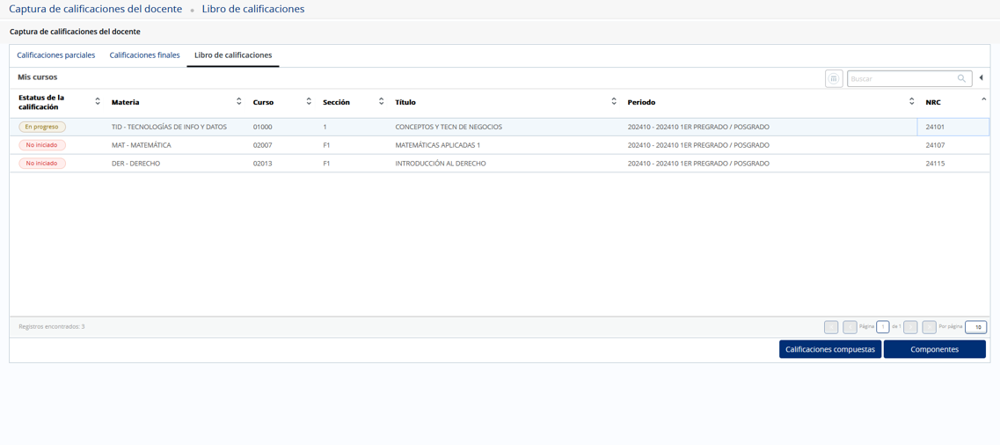 Captura de calificaciones del docente • Libro de calificaciones
Captura de calificaciones del docente
Calificaciones parciales Calificaciones finales Libro de calificaciones
Mis cursos
Buscar
Estatus de la calificación Materia Curso Sección Título Periodo NRC
En progreso TID - TECNOLOGÍAS DE INFO Y DATOS 01000 1 CONCEPTOS Y TECN DE NEGOCIOS 202410 - 202410 1ER PREGRADO / POSGRADO 24101
No iniciado MAT - MATEMÁTICA 02007 F1 MATEMÁTICAS APLICADAS 1 202410 - 202410 1ER PREGRADO / POSGRADO 24107
No iniciado DER - DERECHO 02013 F1 INTRODUCCIÓN AL DERECHO 202410 - 202410 1ER PREGRADO / POSGRADO 24115
Registros encontrados: 3 Página 1 de 1 Por página 10
Calificaciones compuestas Componentes